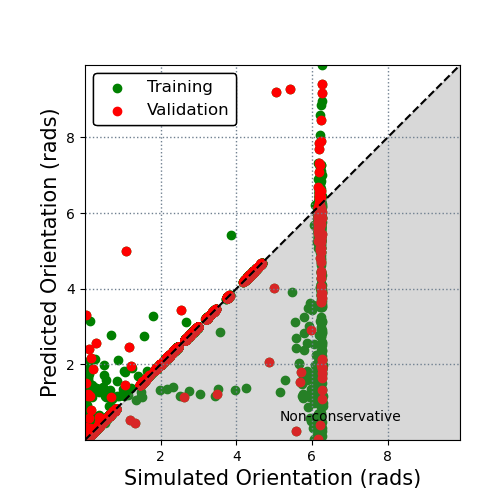 Training
Validation
8
6
4
2
Predicted Orientation (rads)
Non-conservative
2 4 6 8
Simulated Orientation (rads)